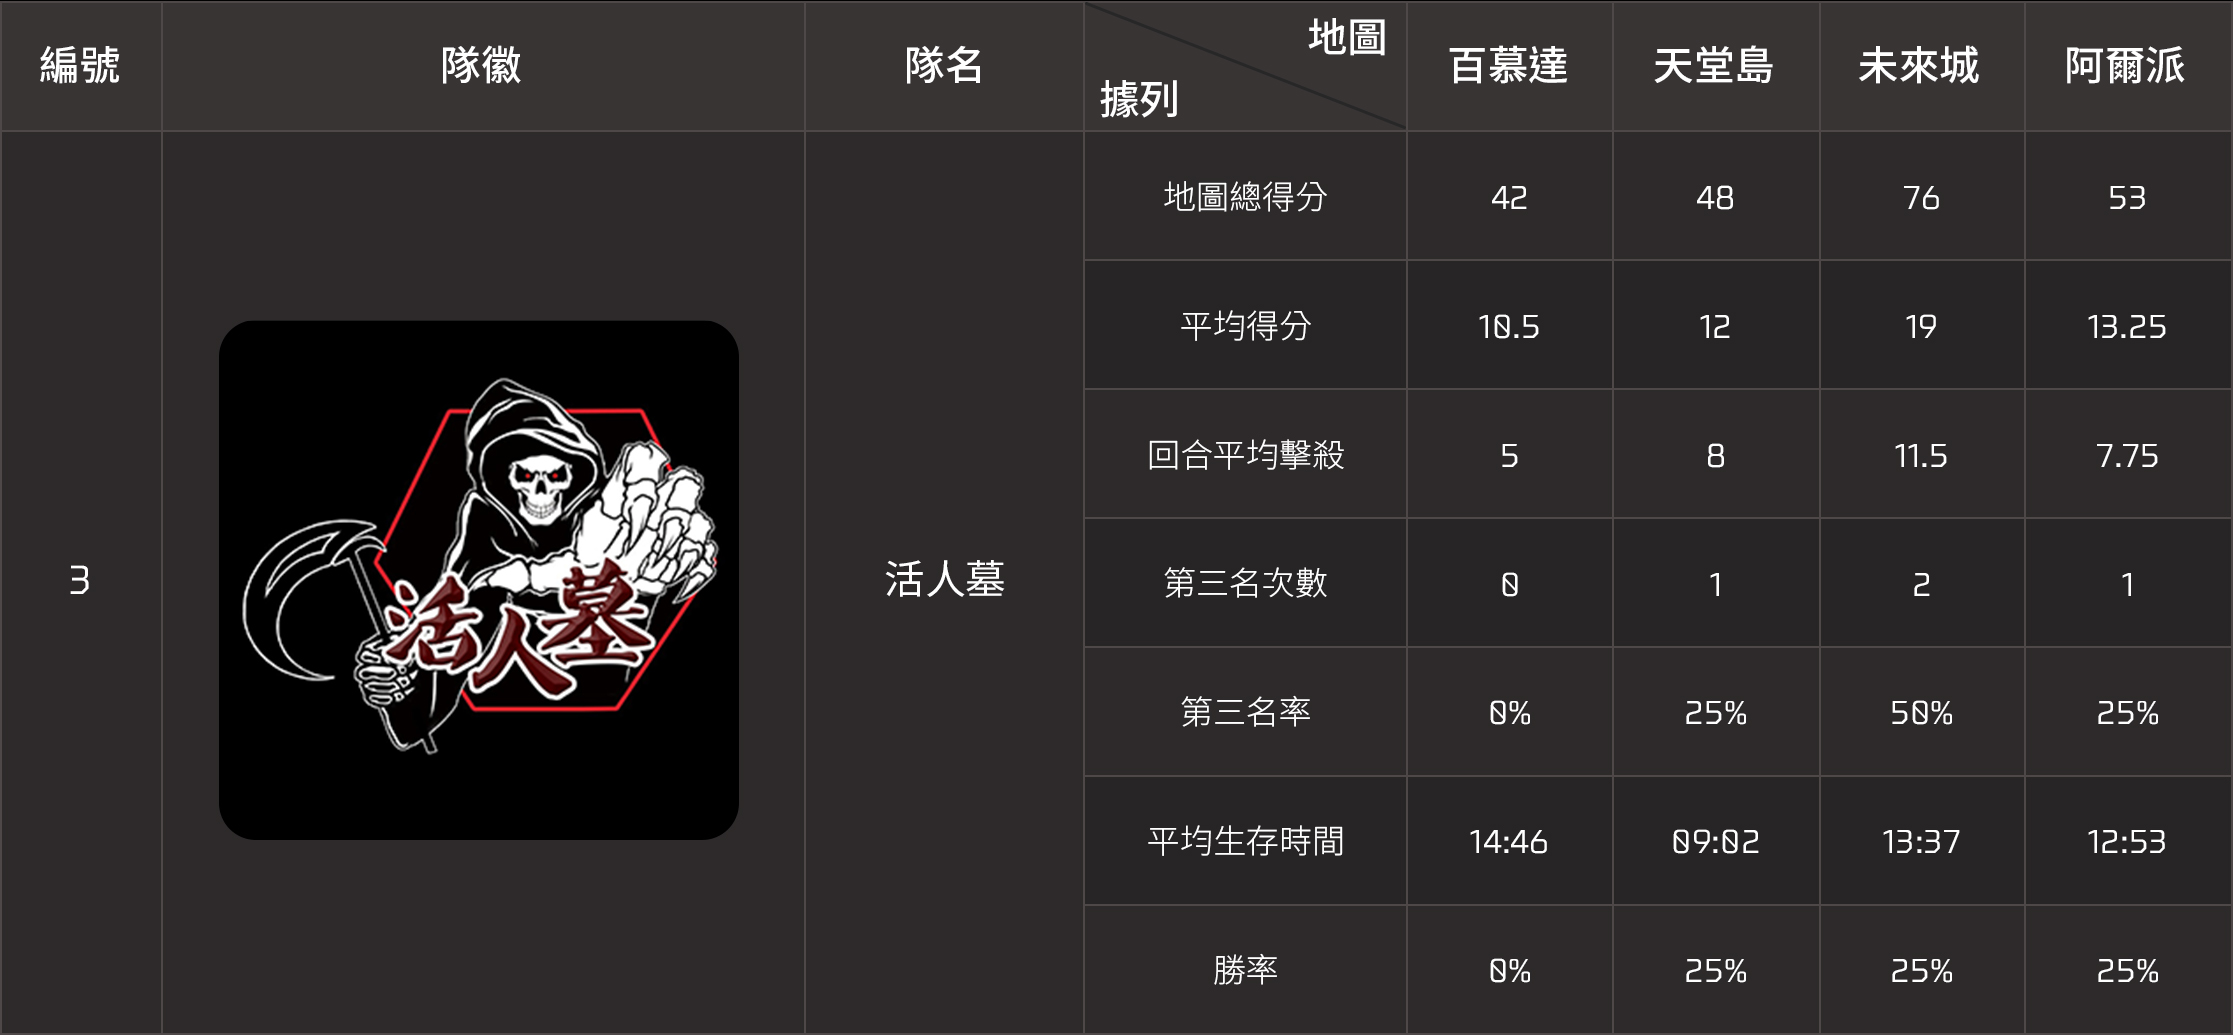 編號 隊徽 隊名 地圖 據列 百慕達 天堂島 未來城 阿爾派
3 活人墓 活人墓
地圖總得分 42 48 76 53
平均得分 10.5 12 19 13.25
回合平均擊殺 5 8 11.5 7.75
第三名次數 0 1 2 1
第三名率 0% 25% 50% 25%
平均生存時間 14:46 09:02 13:37 12:53
勝率 0% 25% 25% 25%